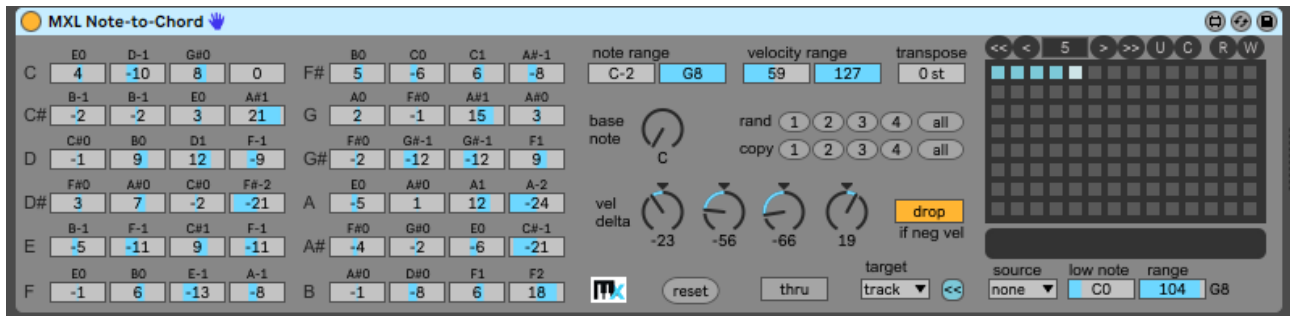 MXL Note-to-Chord
E0 D-1 G#0
C 4 -10 8 0
B-1 B-1 E0 A#1
C# -2 -2 3 21
C#0 B0 D1 F-1
D -1 9 12 -9
F#0 A#0 C#0 F#-2
D# 3 7 -2 -21
B-1 F-1 C#1 F-1
E -5 -11 9 -11
E0 B0 E-1 A-1
F -1 6 -13 -8
B0 C0 C1 A#-1
F# 5 -6 6 -8
A0 F#0 A#1 A#0
G 2 -1 15 3
F#0 G#-1 G#-1 F1
G# -2 -12 -12 9
E0 A#0 A1 A-2
A -5 1 12 -24
F#0 G#0 E0 C#-1
A# -4 -2 -6 -21
A#0 D#0 F1 F2
B -1 -8 6 18
note range velocity range transpose
C-2 G8 59 127 0 st
base
note
C
rand 1 2 3 4 all
copy 1 2 3 4 all
vel
delta
-23 -56 -66 19
drop
if neg vel
mx reset thru
target
track <<
<< < 5 > >> U C R W
source low note range
none C0 104 G8